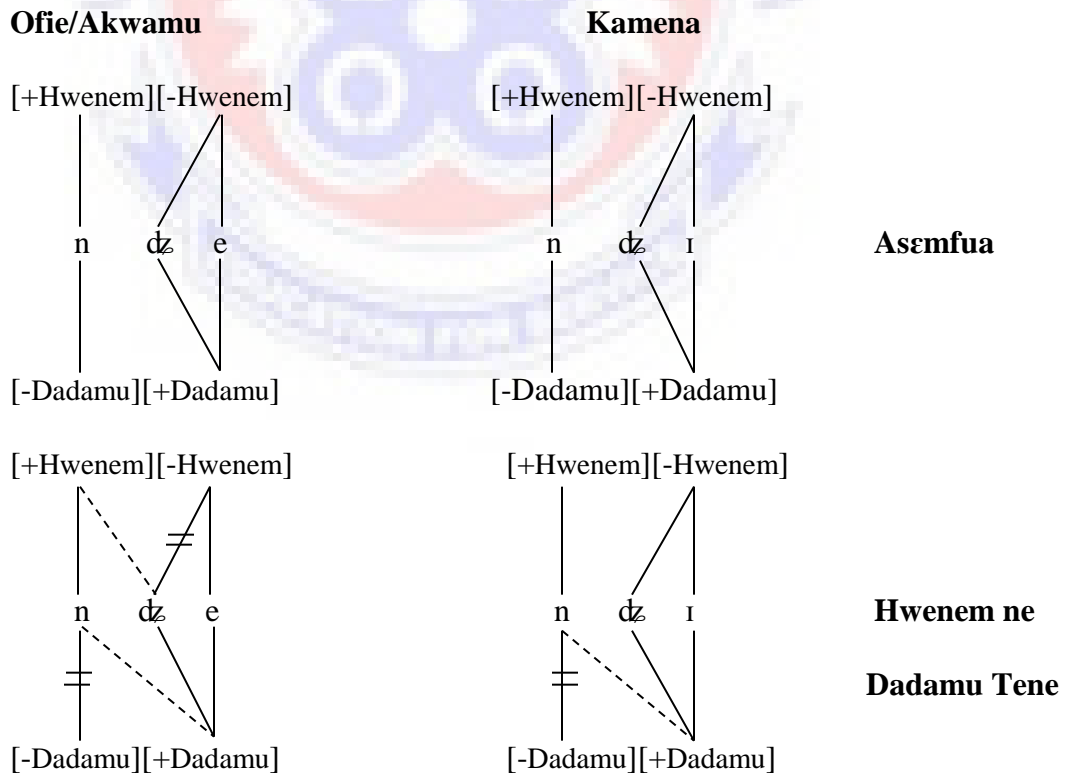 Ofie/Akwamu Kamena
[+Hwenem][-Hwenem] [+Hwenem][-Hwenem]
n ʥ e n ʥ ɪ Asɛmfua
[-Dadamu][+Dadamu] [-Dadamu][+Dadamu]
[+Hwenem][-Hwenem] [+Hwenem][-Hwenem]
n ʥ e n ʥ ɪ Hwenem ne
Dadamu Tene
[-Dadamu][+Dadamu] [-Dadamu][+Dadamu]